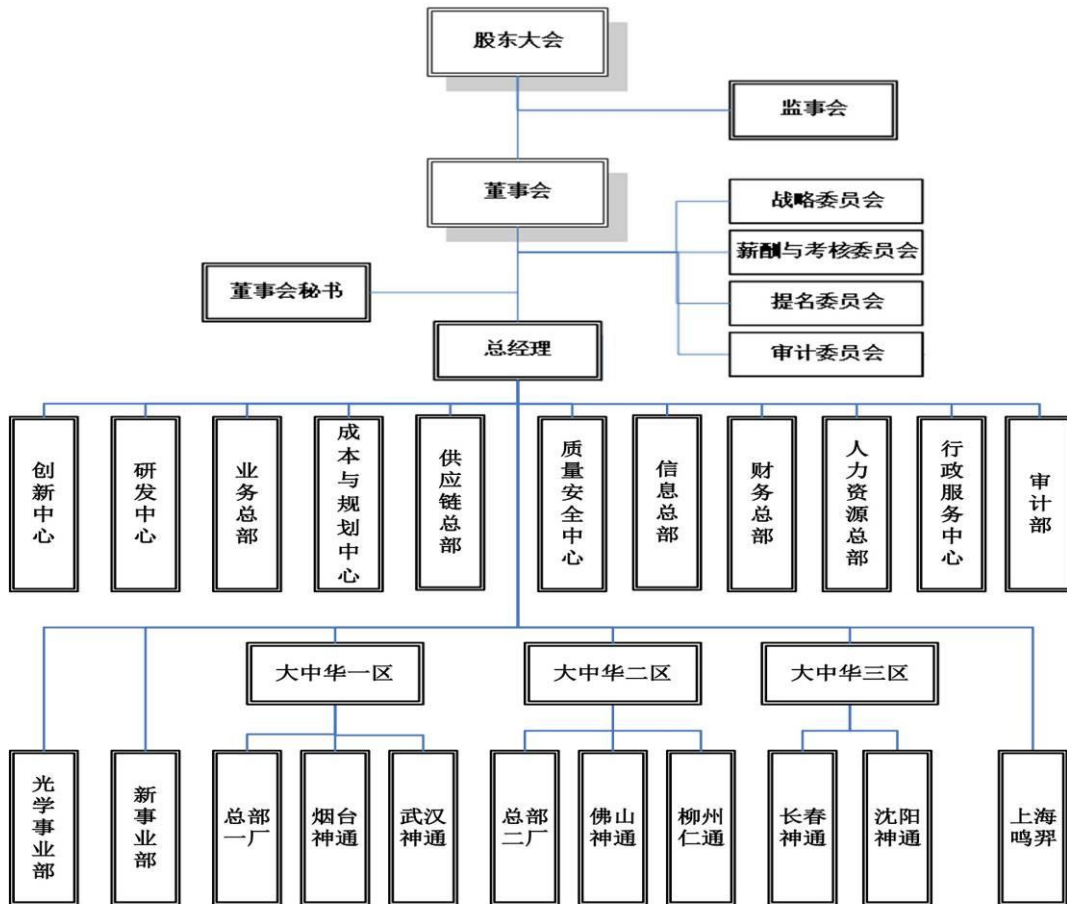 股东大会
监事会
董事会
战略委员会
薪酬与考核委员会
董事会秘书
提名委员会
总经理
审计委员会
创新中心
研发中心
业务总部
成本与规划中心
供应链总部
质量安全中心
信息总部
财务总部
人力资源总部
行政服务中心
审计部
大中华一区
大中华二区
大中华三区
光学事业部
新事业部
总部
一厂
烟台
神通
武汉
神通
总部
二厂
佛山
神通
柳州
仁通
长春
神通
沈阳
神通
上海
鸣羿